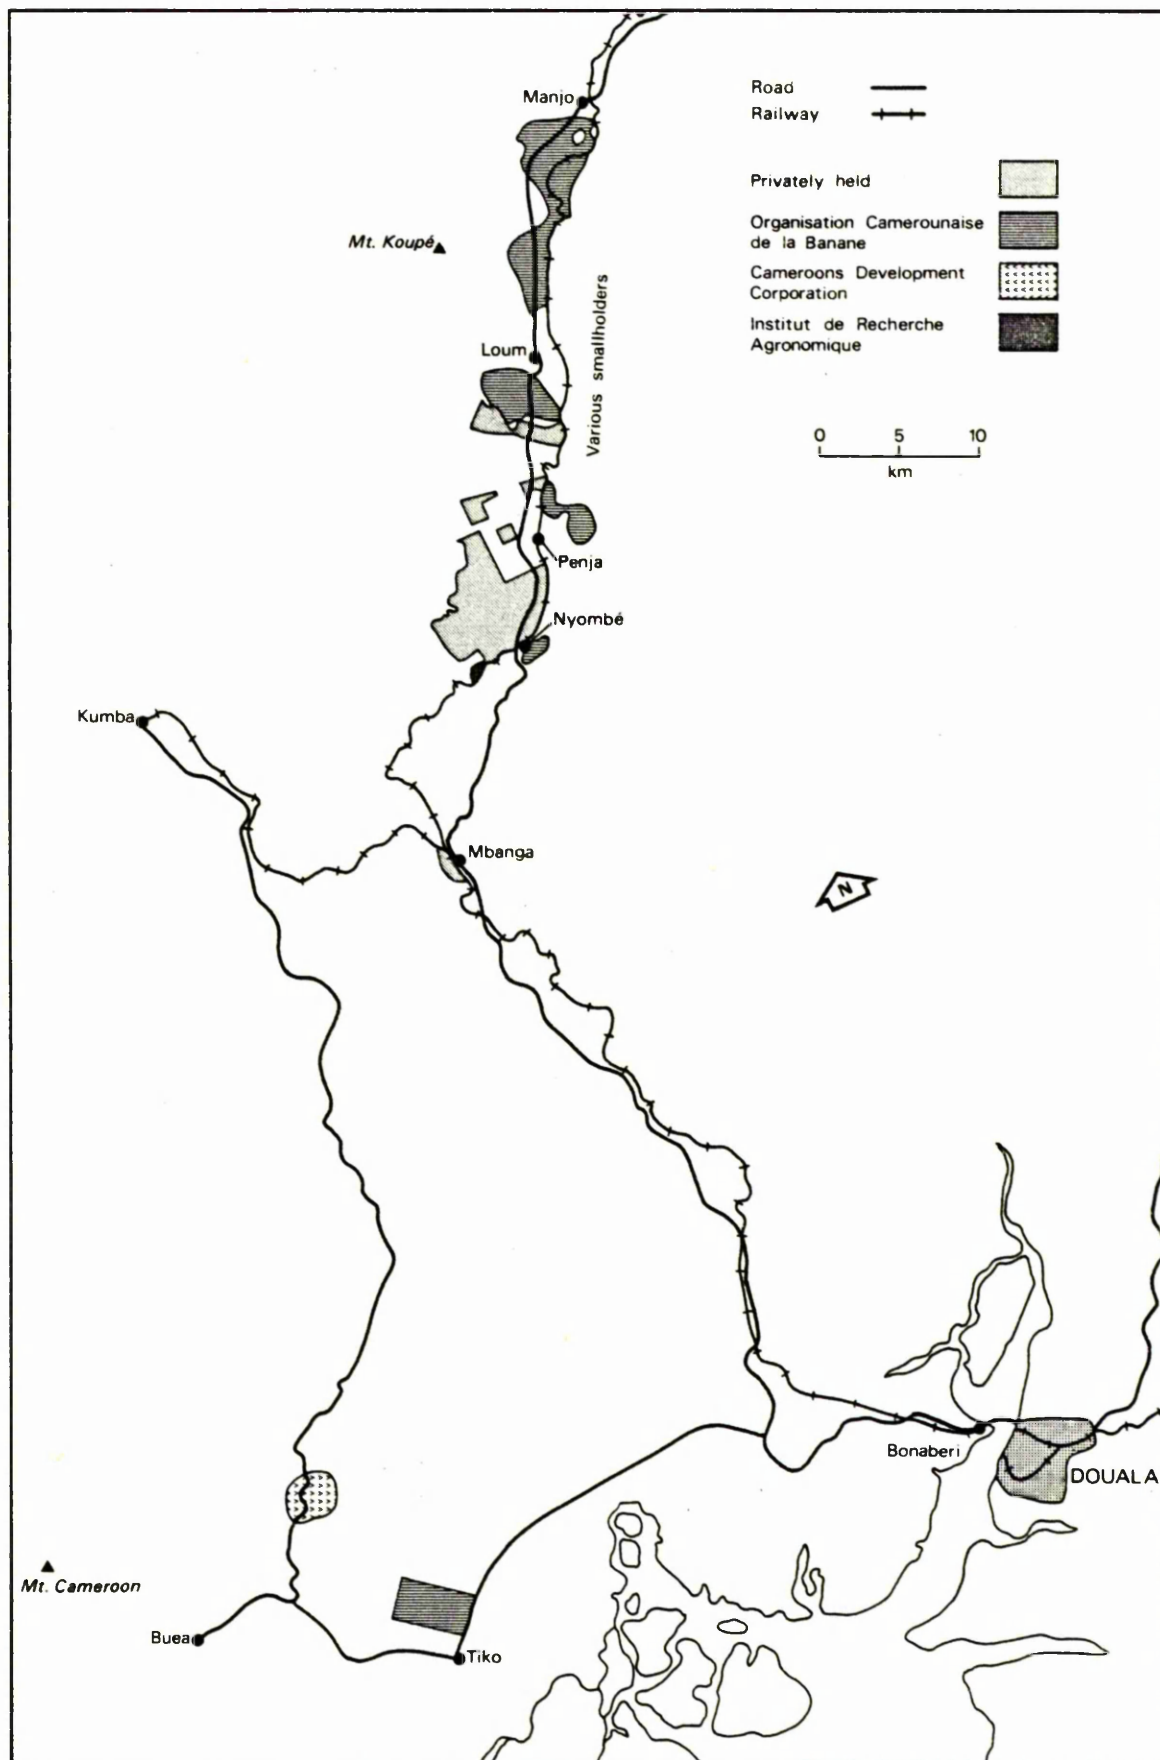 Manjo
Road
Railway
Privately held
Organisation Camerounaise
de la Banane
Cameroons Development
Corporation
Institut de Recherche
Agronomique
Mt. Koupé
Various smallholders
Loum
0 5 10
km
Penja
Nyombé
Kumba
Mbanga
N
Bonaberi
DOUALA
Mt. Cameroon
Buea
Tiko